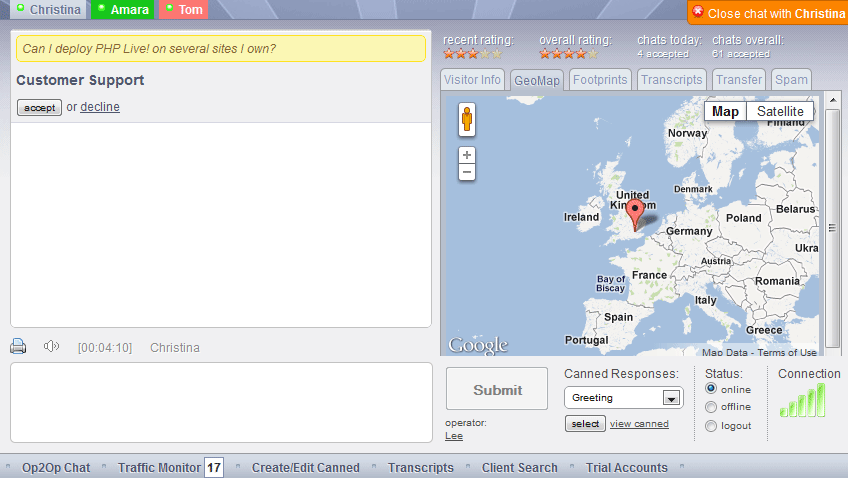 Christina
Amara
Tom
Close chat with Christina
Can I deploy PHP Live! on several sites I own?
Customer Support
accept or decline
recent rating:
overall rating:
chats today:
4 accepted
chats overall:
61 accepted
Visitor Info
GeoMap
Footprints
Transcripts
Transfer
Spam
Map
Satellite
Finland
Norway
United
Kingdom
Denmark
Ireland
Belarus
Poland
Germany
Ukra
Austria
France
Bay of
Biscay
Romania
Italy
Spain
Portugal
Greece
Google
Map Data - Terms of Use
[00:04:10] Christina
Submit
operator:
Lee
Canned Responses:
Greeting
select view canned
Status:
online
offline
logout
Connection
Op2Op Chat
Traffic Monitor 17
Create/Edit Canned
Transcripts
Client Search
Trial Accounts